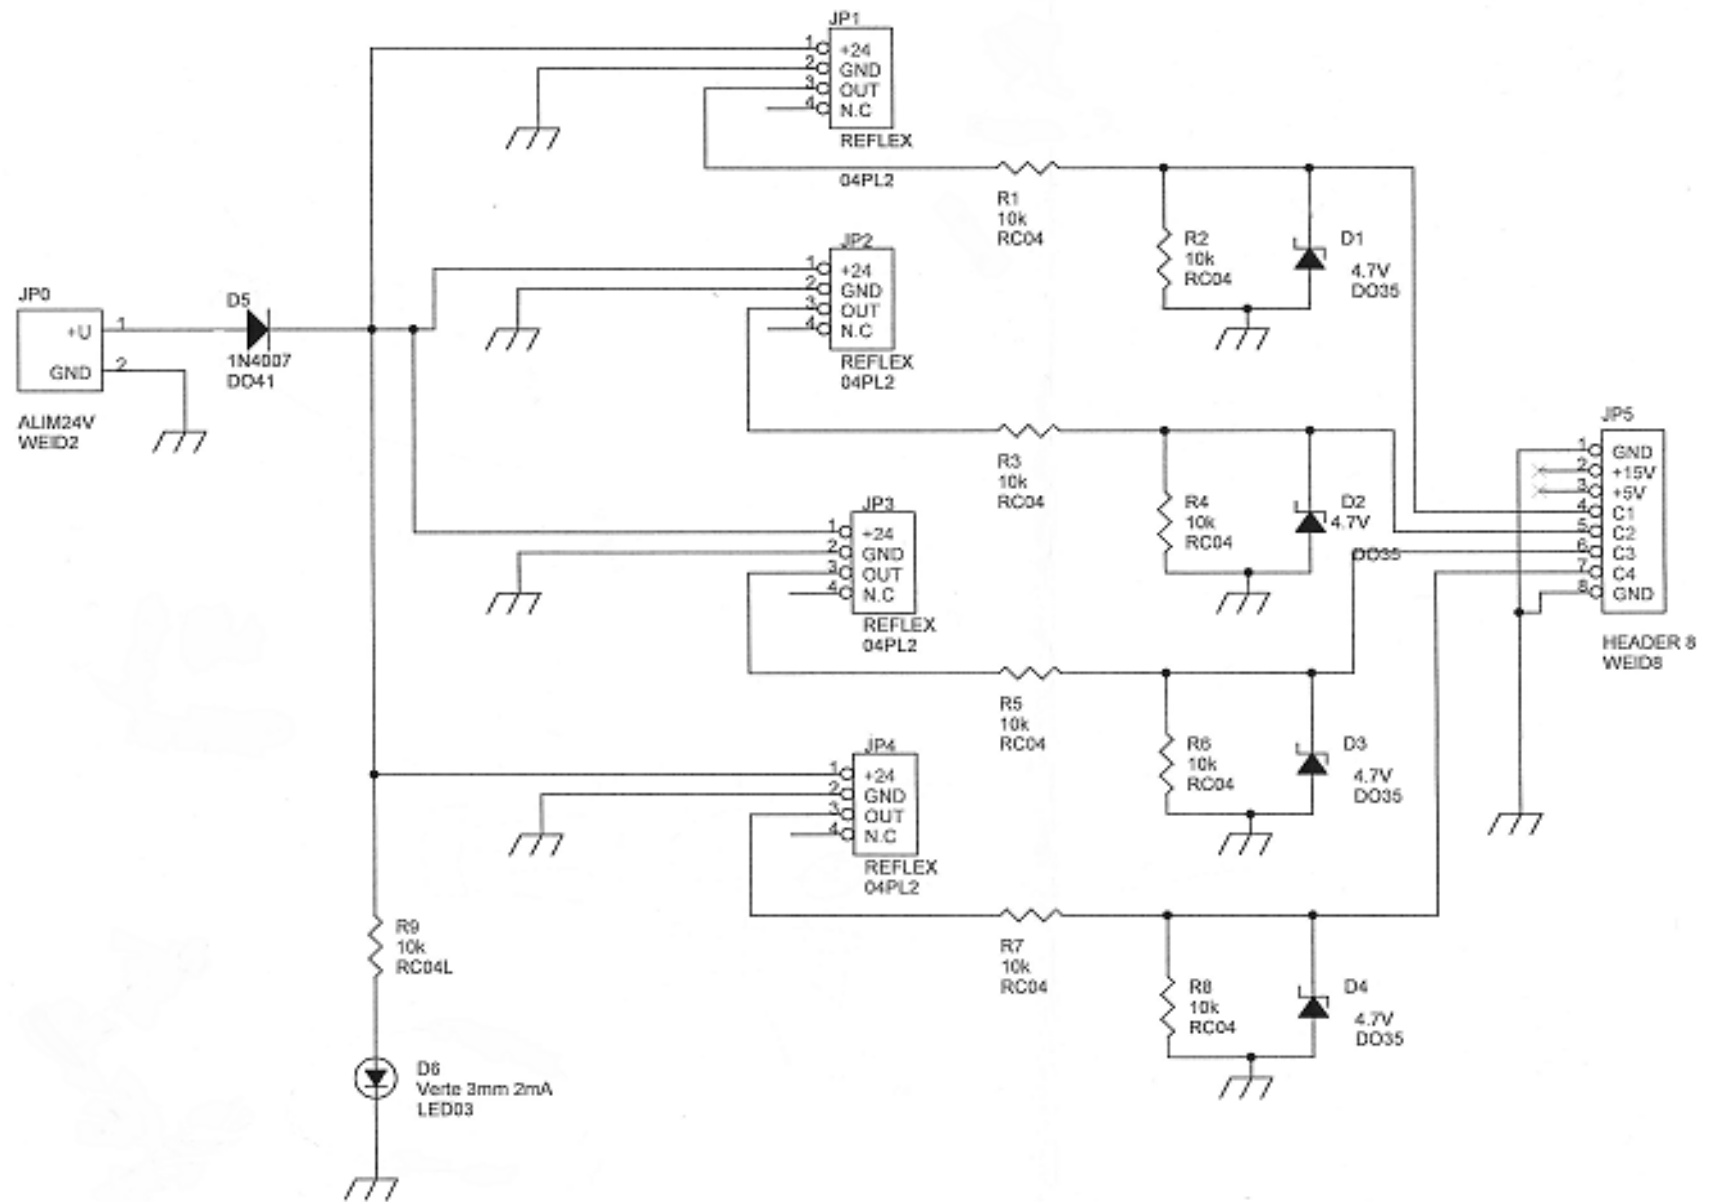 JP1
1 +24
2 GND
3 OUT
4 N.C
REFLEX
04PL2
R1
10k
RC04
R2
10k
RC04
D1
4.7V
DO35
JP2
1 +24
2 GND
3 OUT
4 N.C
REFLEX
04PL2
JP0
+U 1
GND 2
ALIM24V
WEID2
D5
1N4007
DO41
R3
10k
RC04
R4
10k
RC04
D2
4.7V
DO35
JP3
1 +24
2 GND
3 OUT
4 N.C
REFLEX
04PL2
JP5
1 GND
2 +15V
3 +5V
4 C1
5 C2
6 C3
7 C4
8 GND
HEADER 8
WEID8
R5
10k
RC04
R6
10k
RC04
D3
4.7V
DO35
JP4
1 +24
2 GND
3 OUT
4 N.C
REFLEX
04PL2
R7
10k
RC04
R8
10k
RC04
D4
4.7V
DO35
R9
10k
RC04L
D6
Verte 3mm 2mA
LED03